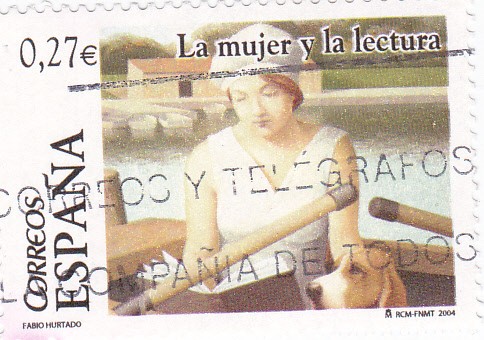 0,27€
La mujer y la lectura
CORREOS
ESPAÑA
CORREOS Y TELÉGRAFOS
COMPAÑIA DE TODOS
FABIO HURTADO
RCM-FNMT 2004